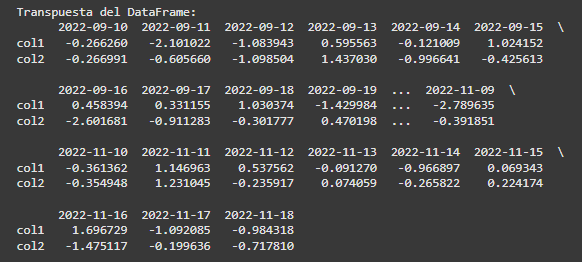 Transpuesta del DataFrame:
      2022-09-10  2022-09-11  2022-09-12  2022-09-13  2022-09-14  2022-09-15  \
col1   -0.266260   -2.101022   -1.083943    0.595563   -0.121009    1.024152
col2   -0.266991   -0.605660   -1.098504    1.437030   -0.996641   -0.425613
      2022-09-16  2022-09-17  2022-09-18  2022-09-19  ...  2022-11-09  \
col1    0.458394    0.331155    1.030374   -1.429984  ...   -2.789635
col2   -2.601681   -0.911283   -0.301777    0.470198  ...   -0.391851
      2022-11-10  2022-11-11  2022-11-12  2022-11-13  2022-11-14  2022-11-15  \
col1   -0.361362    1.146963    0.537562   -0.091270   -0.966897    0.069343
col2   -0.354948    1.231045   -0.235917    0.074059   -0.265822    0.224174
      2022-11-16  2022-11-17  2022-11-18
col1    1.696729   -1.092085   -0.984318
col2   -1.475117   -0.199636   -0.717810